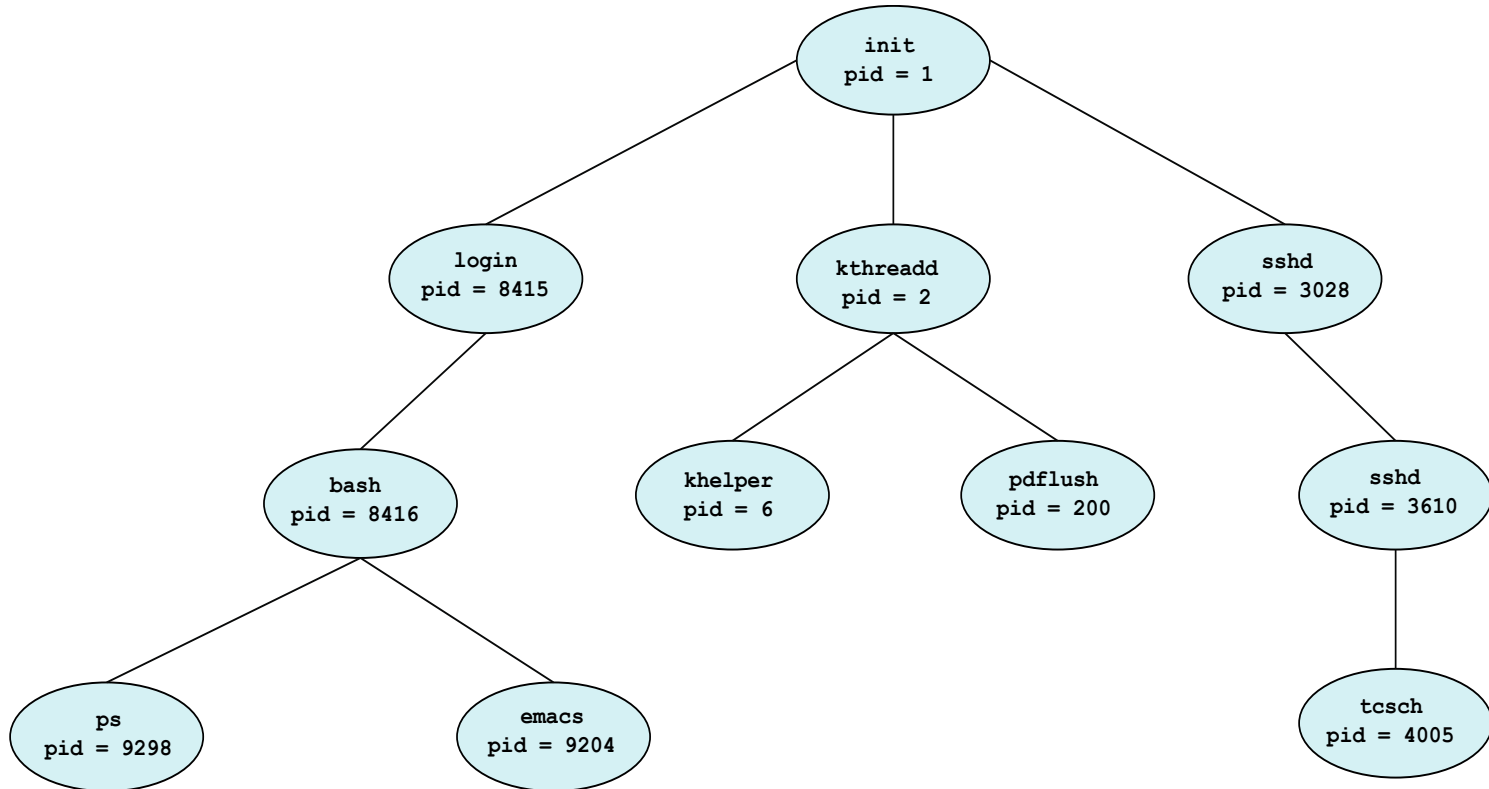 init
pid = 1
login
pid = 8415
kthreadd
pid = 2
sshd
pid = 3028
bash
pid = 8416
khelper
pid = 6
pdflush
pid = 200
sshd
pid = 3610
ps
pid = 9298
emacs
pid = 9204
tcsch
pid = 4005